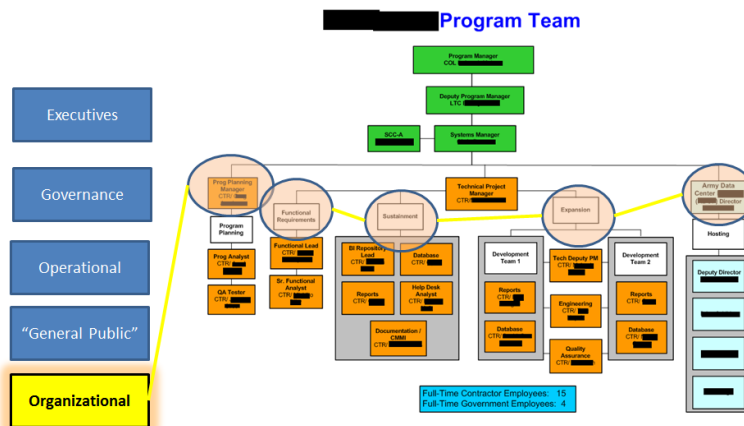 Program Team
Executives
Governance
Operational
“General Public”
Organizational
Program Manager
COL
Deputy Program Manager
LTC
SCC-A
Systems Manager
Prog Planning
Manager
CTR/
Technical Project
Manager
CTR/
Army Data
Center
Director
Functional
Requirements
Sustainment
Expansion
Program
Planning
Hosting
Prog Analyst
CTR/
QA Tester
CTR/
Functional Lead
CTR/
Sr. Functional
Analyst
CTR/
BI Repository
Lead
CTR/
Database
CTR/
Reports
CTR/
Help Desk
Analyst
CTR/
Documentation /
CMMI
CTR/
Development
Team 1
Tech Deputy PM
CTR/
Development
Team 2
Reports
CTR/
Engineering
CTR/
Reports
CTR/
Database
CTR/
Quality
Assurance
CTR/
Database
CTR/
Deputy Director
Full-Time Contractor Employees: 15
Full-Time Government Employees: 4